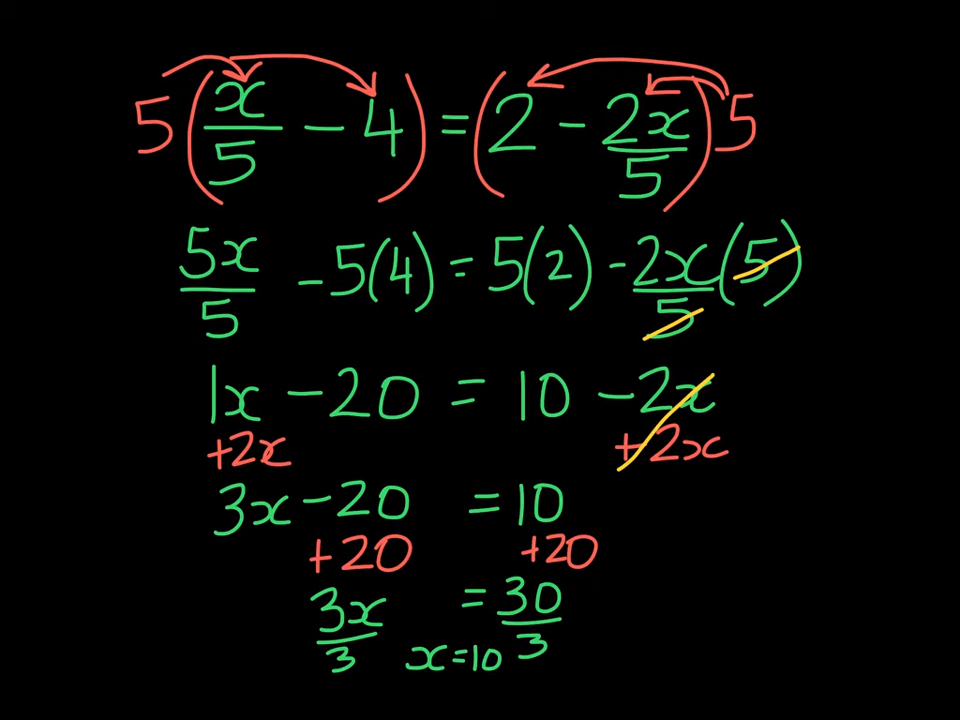 5(x/5 - 4) = (2 - 2x/5)5
5x/5 - 5(4) = 5(2) - 2x/5(5)
1x - 20 = 10 - 2x
+2x +2x
3x - 20 = 10
+20 +20
3x/3 = 30/3
x=10